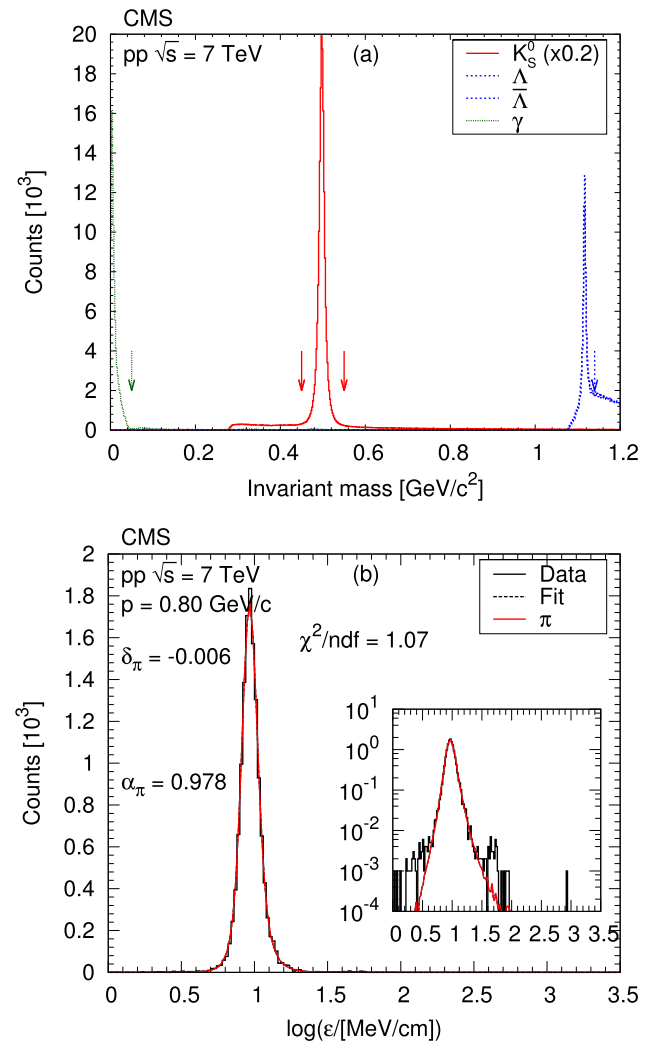 CMS
pp √s = 7 TeV
(a)
K⁰_S (x0.2)
Λ
Λ̅
γ
Counts [10³]
20
18
16
14
12
10
8
6
4
2
0
0 0.2 0.4 0.6 0.8 1 1.2
Invariant mass [GeV/c²]
CMS
pp √s = 7 TeV
(b)
p = 0.80 GeV/c
Data
Fit
π
δ_π = -0.006
χ²/ndf = 1.07
α_π = 0.978
Counts [10³]
2
1.8
1.6
1.4
1.2
1
0.8
0.6
0.4
0.2
0
10¹
10⁰
10⁻¹
10⁻²
10⁻³
10⁻⁴
0 0.5 1 1.5 2 2.5 3 3.5
0 0.5 1 1.5 2 2.5 3 3.5
log(ε/[MeV/cm])